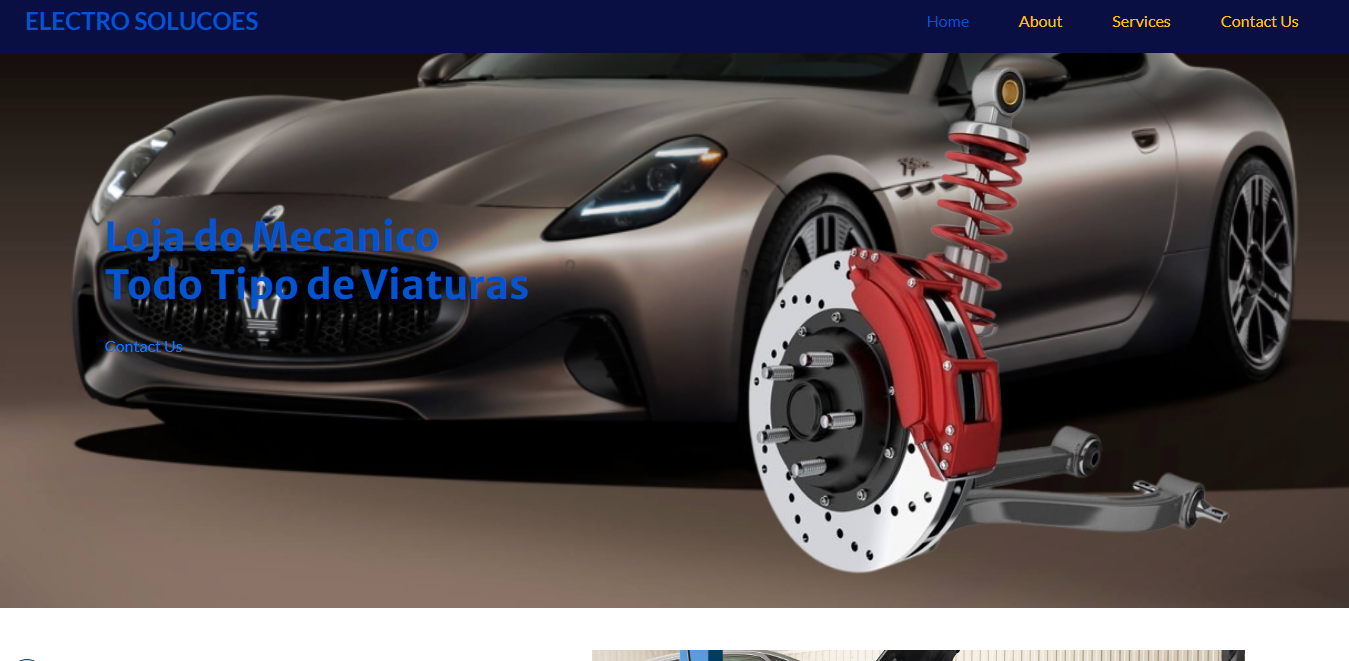 ELECTRO SOLUCOES
Home About Services Contact Us
Loja do Mecanico
Todo Tipo de Viaturas
Contact Us